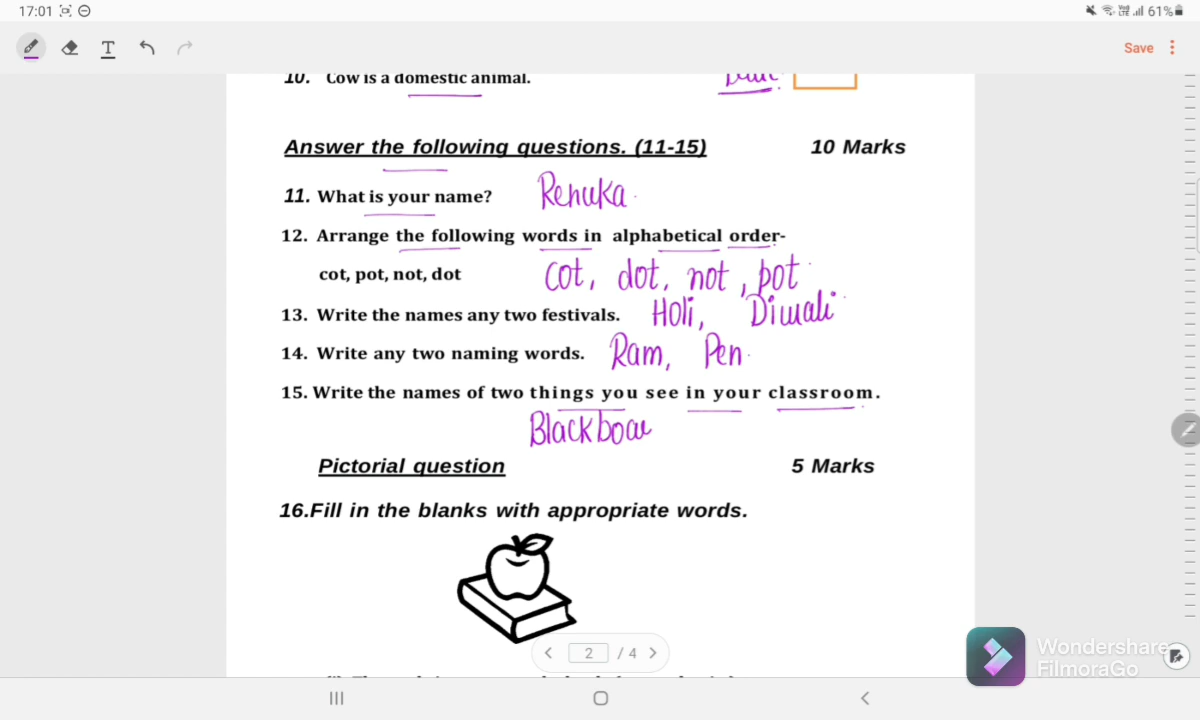 17:01 61%
Save
10. Cow is a domestic animal.
Answer the following questions. (11-15) 10 Marks
11. What is your name? Renuka.
12. Arrange the following words in alphabetical order-
cot, pot, not, dot cot, dot, not, pot
13. Write the names any two festivals. Holi, Diwali
14. Write any two naming words. Ram, Pen
15. Write the names of two things you see in your classroom.
Blackboa
Pictorial question 5 Marks
16.Fill in the blanks with appropriate words.
2 / 4
Wondershare
FilmoraGo